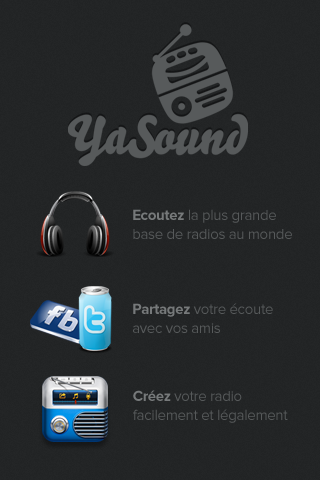 YaSound
Ecoutez la plus grande
base de radios au monde
fb
t
Partagez votre écoute
avec vos amis
Créez votre radio
facilement et légalement